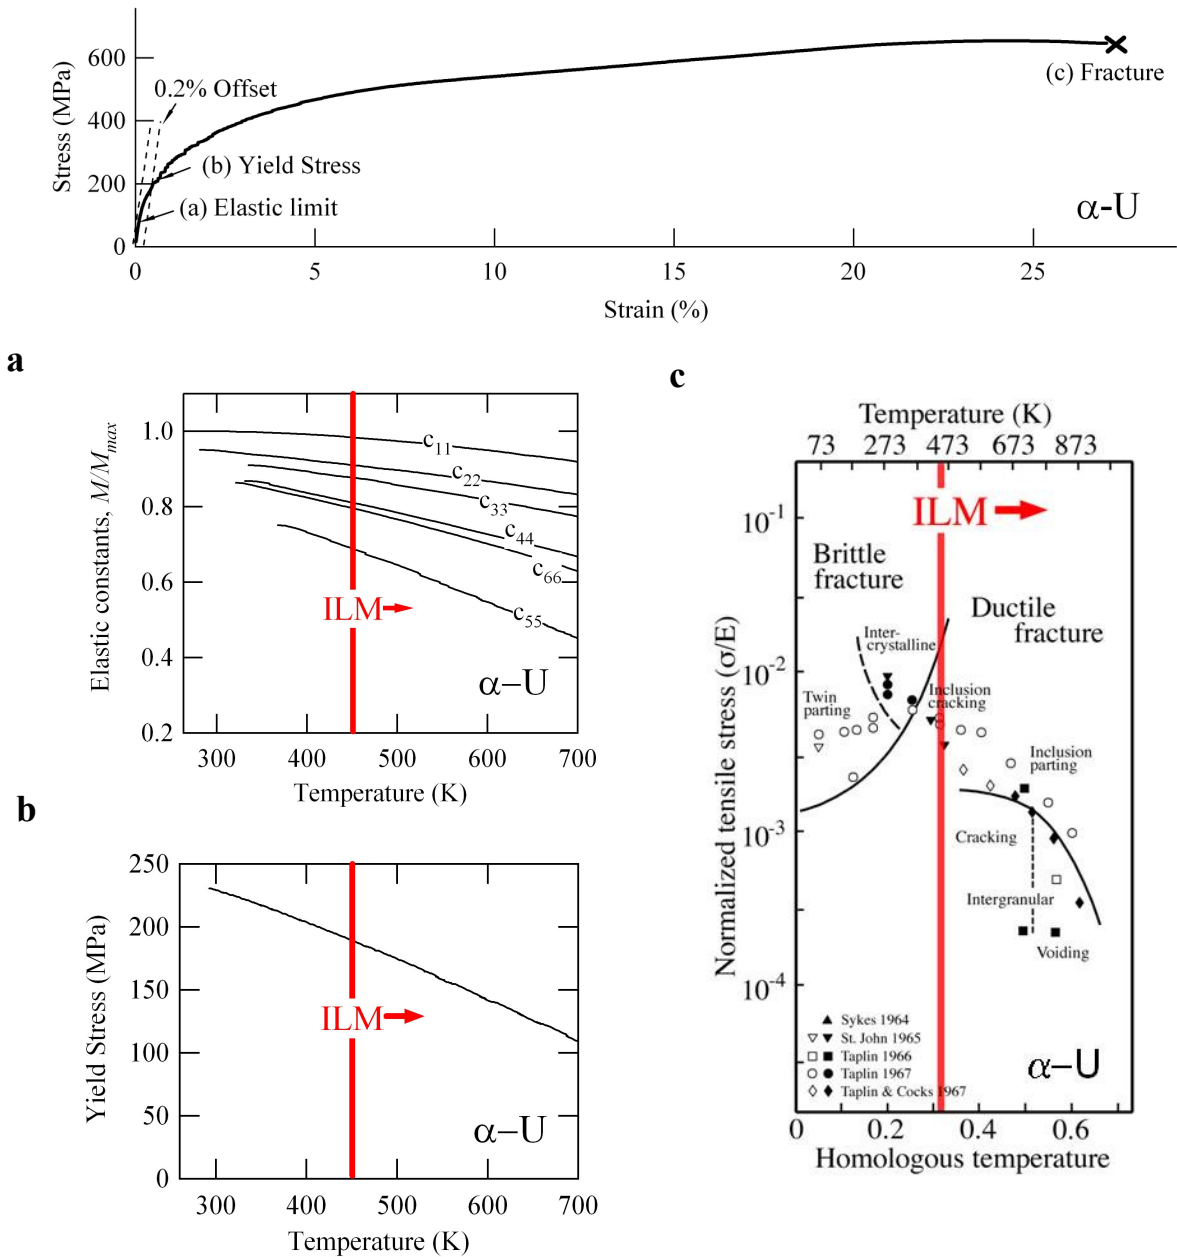 600
400
200
0
Stress (MPa)
0.2% Offset
(b) Yield Stress
(a) Elastic limit
(c) Fracture
α-U
0 5 10 15 20 25
Strain (%)
a
Elastic constants, M/Mmax
1.0
0.8
0.6
0.4
0.2
c11
c22
c33
c44
c66
c55
ILM
α–U
300 400 500 600 700
Temperature (K)
b
Yield Stress (MPa)
250
200
150
100
50
0
ILM
α–U
300 400 500 600 700
Temperature (K)
c
Temperature (K)
73 273 473 673 873
Normalized tensile stress (σ/E)
10-1
10-2
10-3
10-4
ILM
Brittle
fracture
Ductile
fracture
Inter-
crystalline
Twin
parting
Inclusion
cracking
Inclusion
parting
Cracking
Intergranular
Voiding
Sykes 1964
St. John 1965
Taplin 1966
Taplin 1967
Taplin & Cocks 1967
α–U
0 0.2 0.4 0.6
Homologous temperature